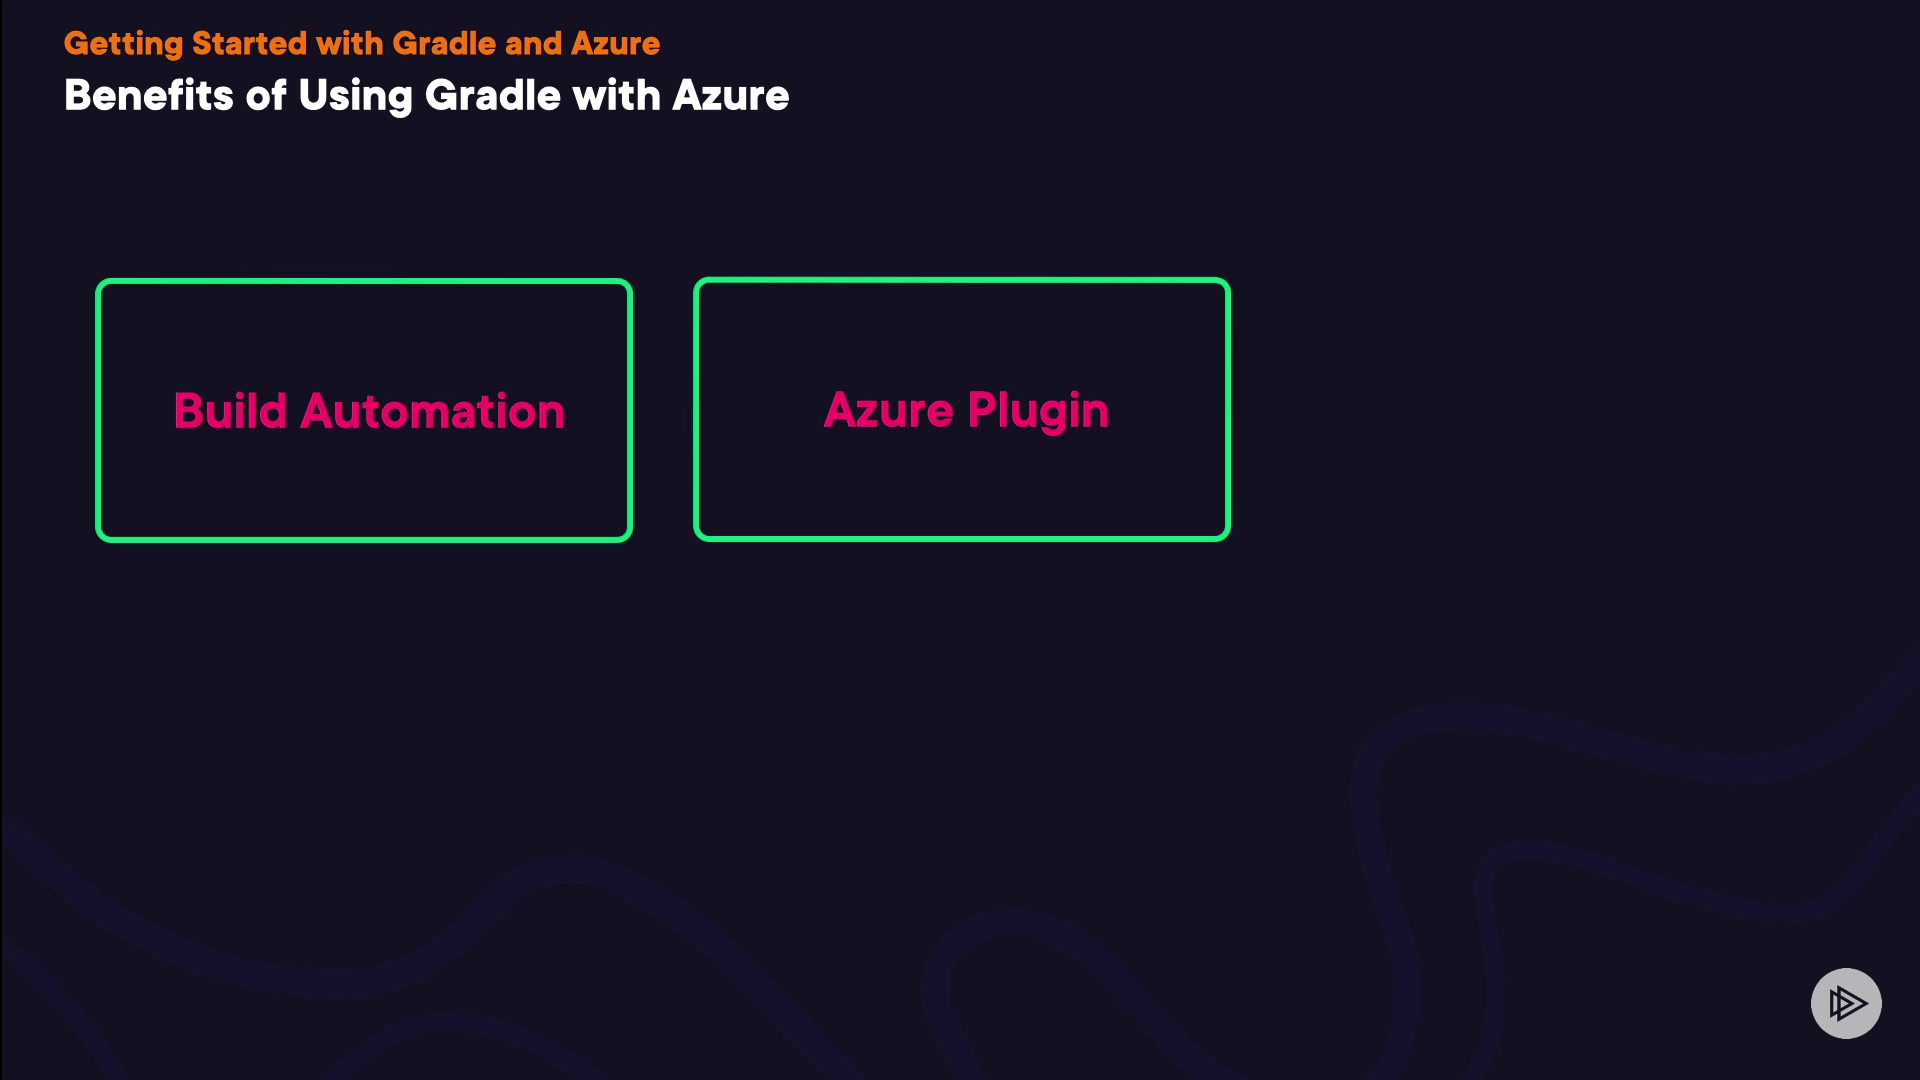 Getting Started with Gradle and Azure
Benefits of Using Gradle with Azure
Build Automation
Azure Plugin